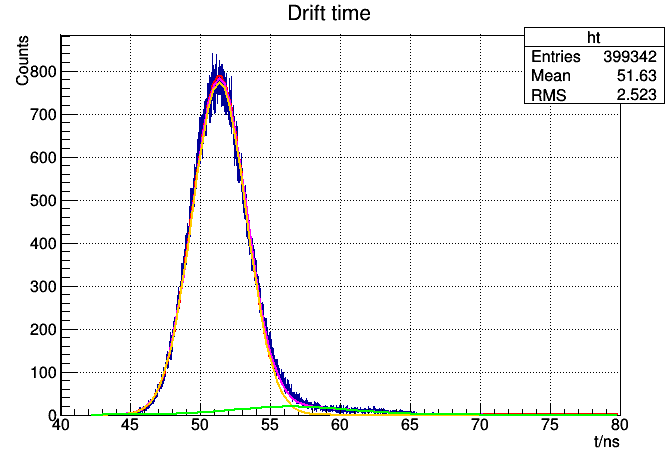 Drift time
ht
Entries 399342
Mean 51.63
RMS 2.523
Counts
800
700
600
500
400
300
200
100
0
40 45 50 55 60 65 70 75 80
t/ns